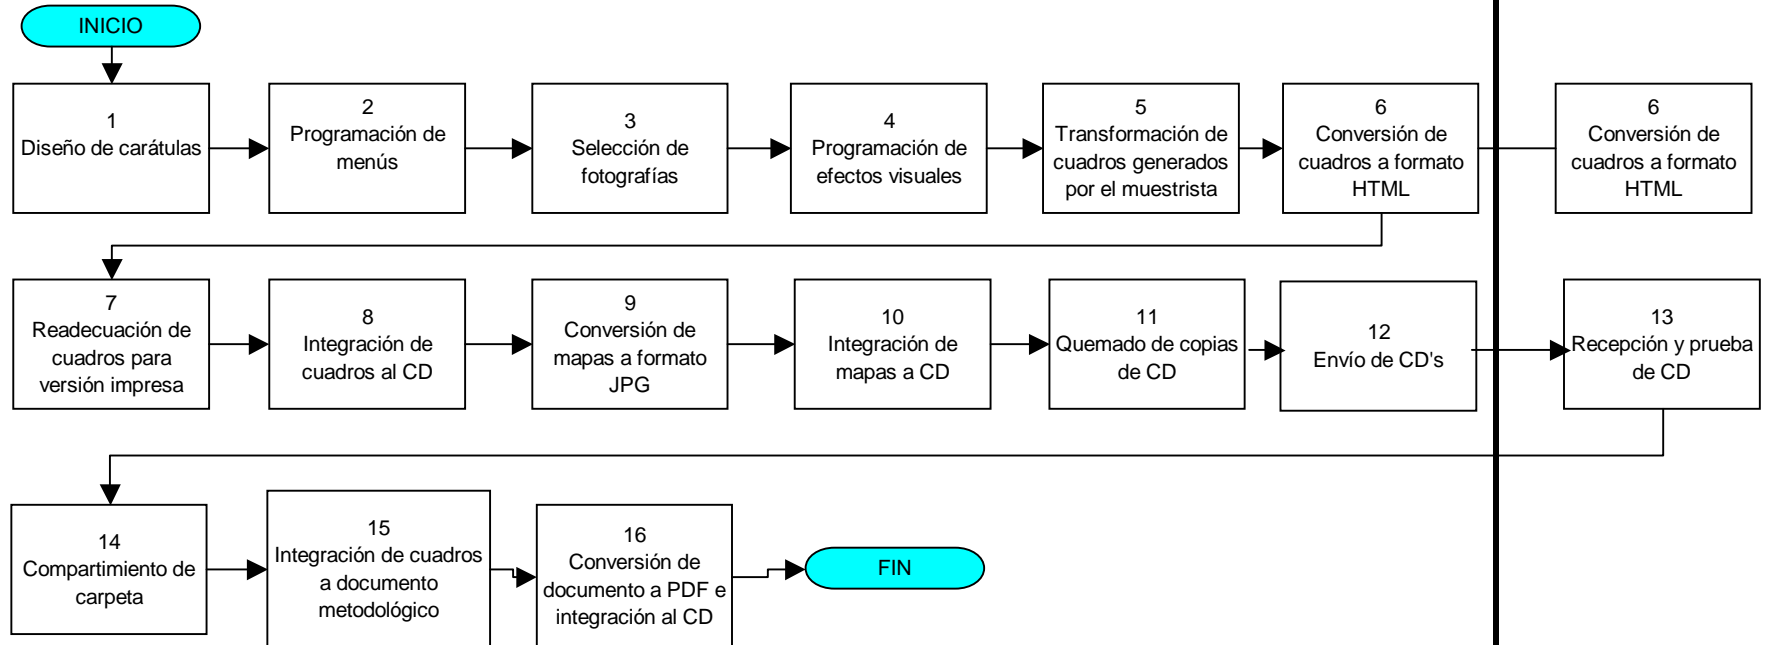 INICIO
1
Diseño de carátulas
2
Programación de
menús
3
Selección de
fotografías
4
Programación de
efectos visuales
5
Transformación de
cuadros generados
por el muestrista
6
Conversión de
cuadros a formato
HTML
6
Conversión de
cuadros a formato
HTML
7
Readecuación de
cuadros para
versión impresa
8
Integración de
cuadros al CD
9
Conversión de
mapas a formato
JPG
10
Integración de
mapas a CD
11
Quemado de copias
de CD
12
Envío de CD's
13
Recepción y prueba
de CD
14
Compartimiento de
carpeta
15
Integración de cuadros
a documento
metodológico
16
Conversión de
documento a PDF e
integración al CD
FIN